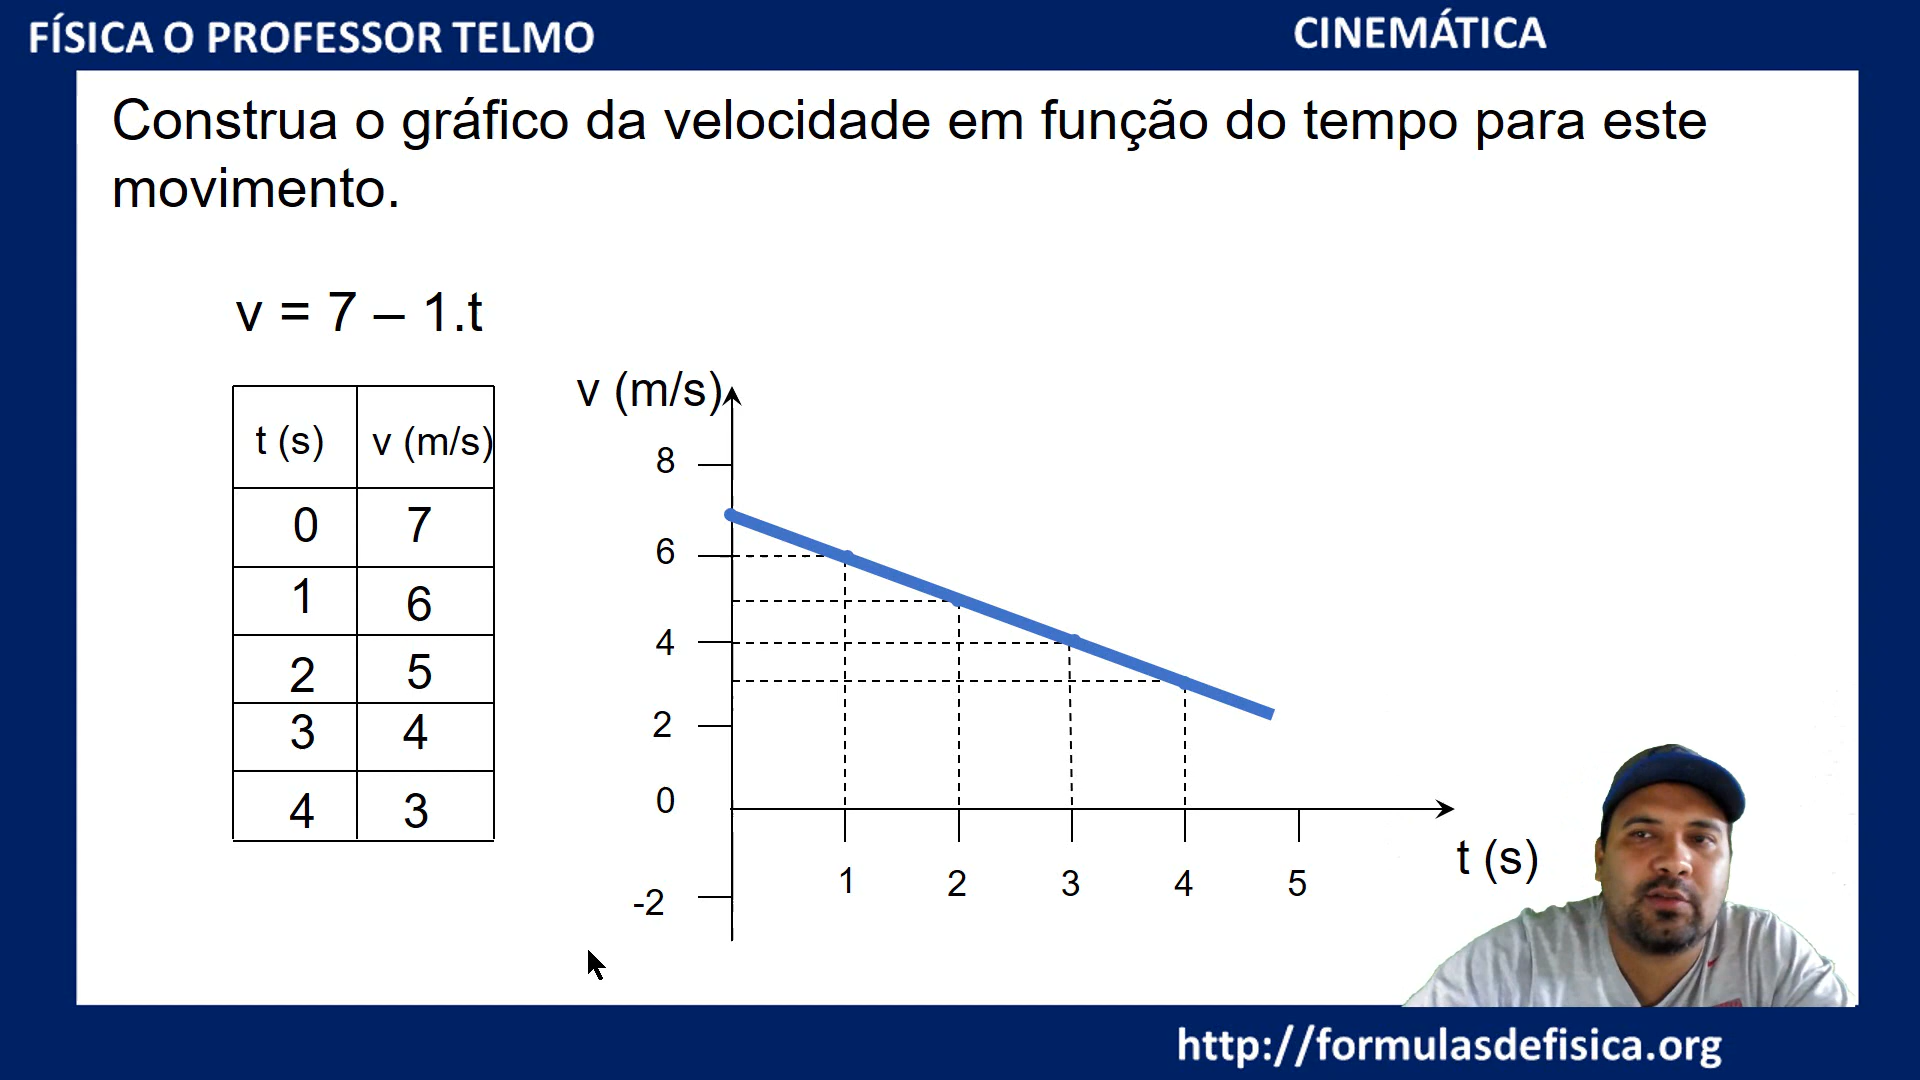 FÍSICA O PROFESSOR TELMO
CINEMÁTICA
Construa o gráfico da velocidade em função do tempo para este
movimento.
v = 7 – 1.t
t (s) v (m/s)
0 7
1 6
2 5
3 4
4 3
v (m/s)
8
6
4
2
0
-2
1 2 3 4 5
t (s)
http://formulasdefisica.org